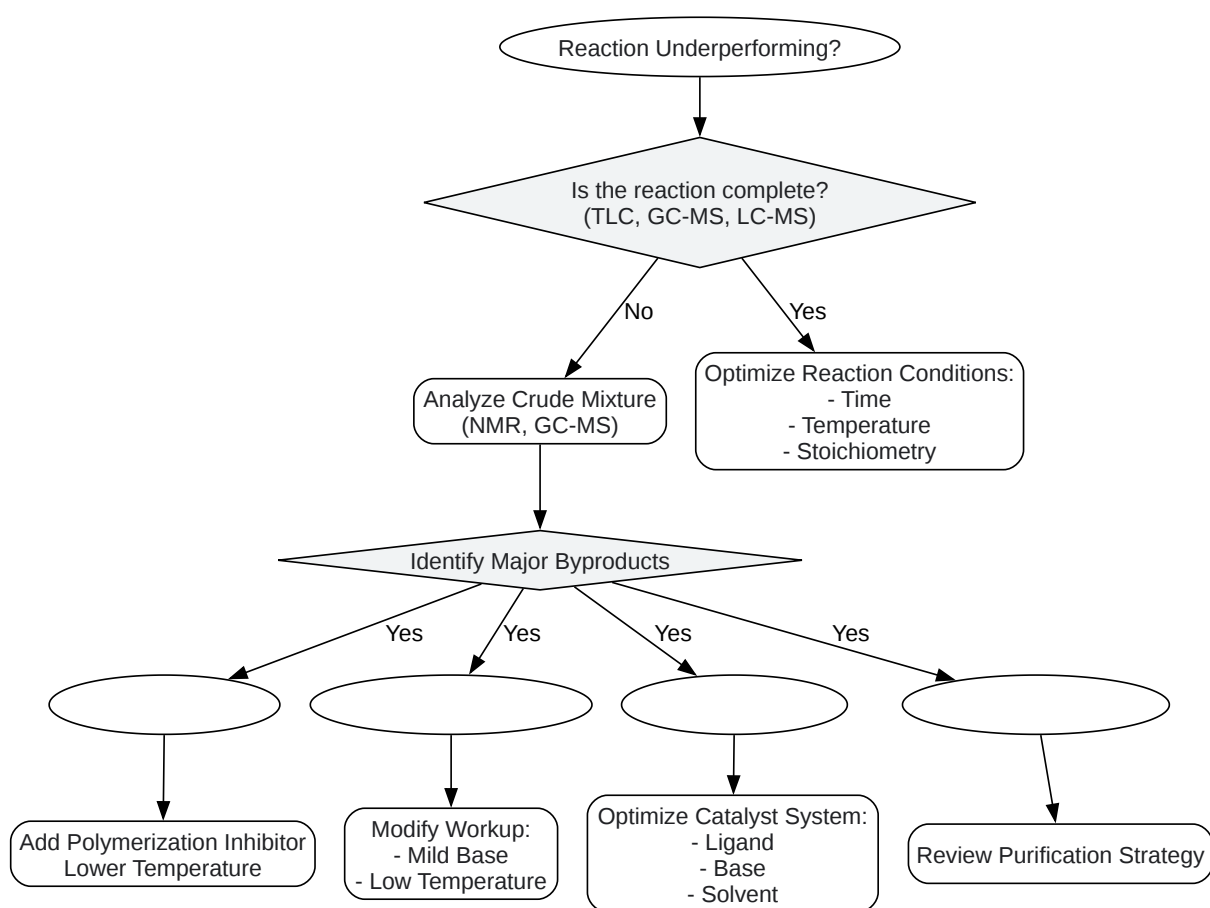 Reaction Underperforming?
Is the reaction complete?
(TLC, GC-MS, LC-MS)
No
Yes
Analyze Crude Mixture
(NMR, GC-MS)
Optimize Reaction Conditions:
- Time
- Temperature
- Stoichiometry
Identify Major Byproducts
Yes
Yes
Yes
Yes
Add Polymerization Inhibitor
Lower Temperature
Modify Workup:
- Mild Base
- Low Temperature
Optimize Catalyst System:
- Ligand
- Base
- Solvent
Review Purification Strategy